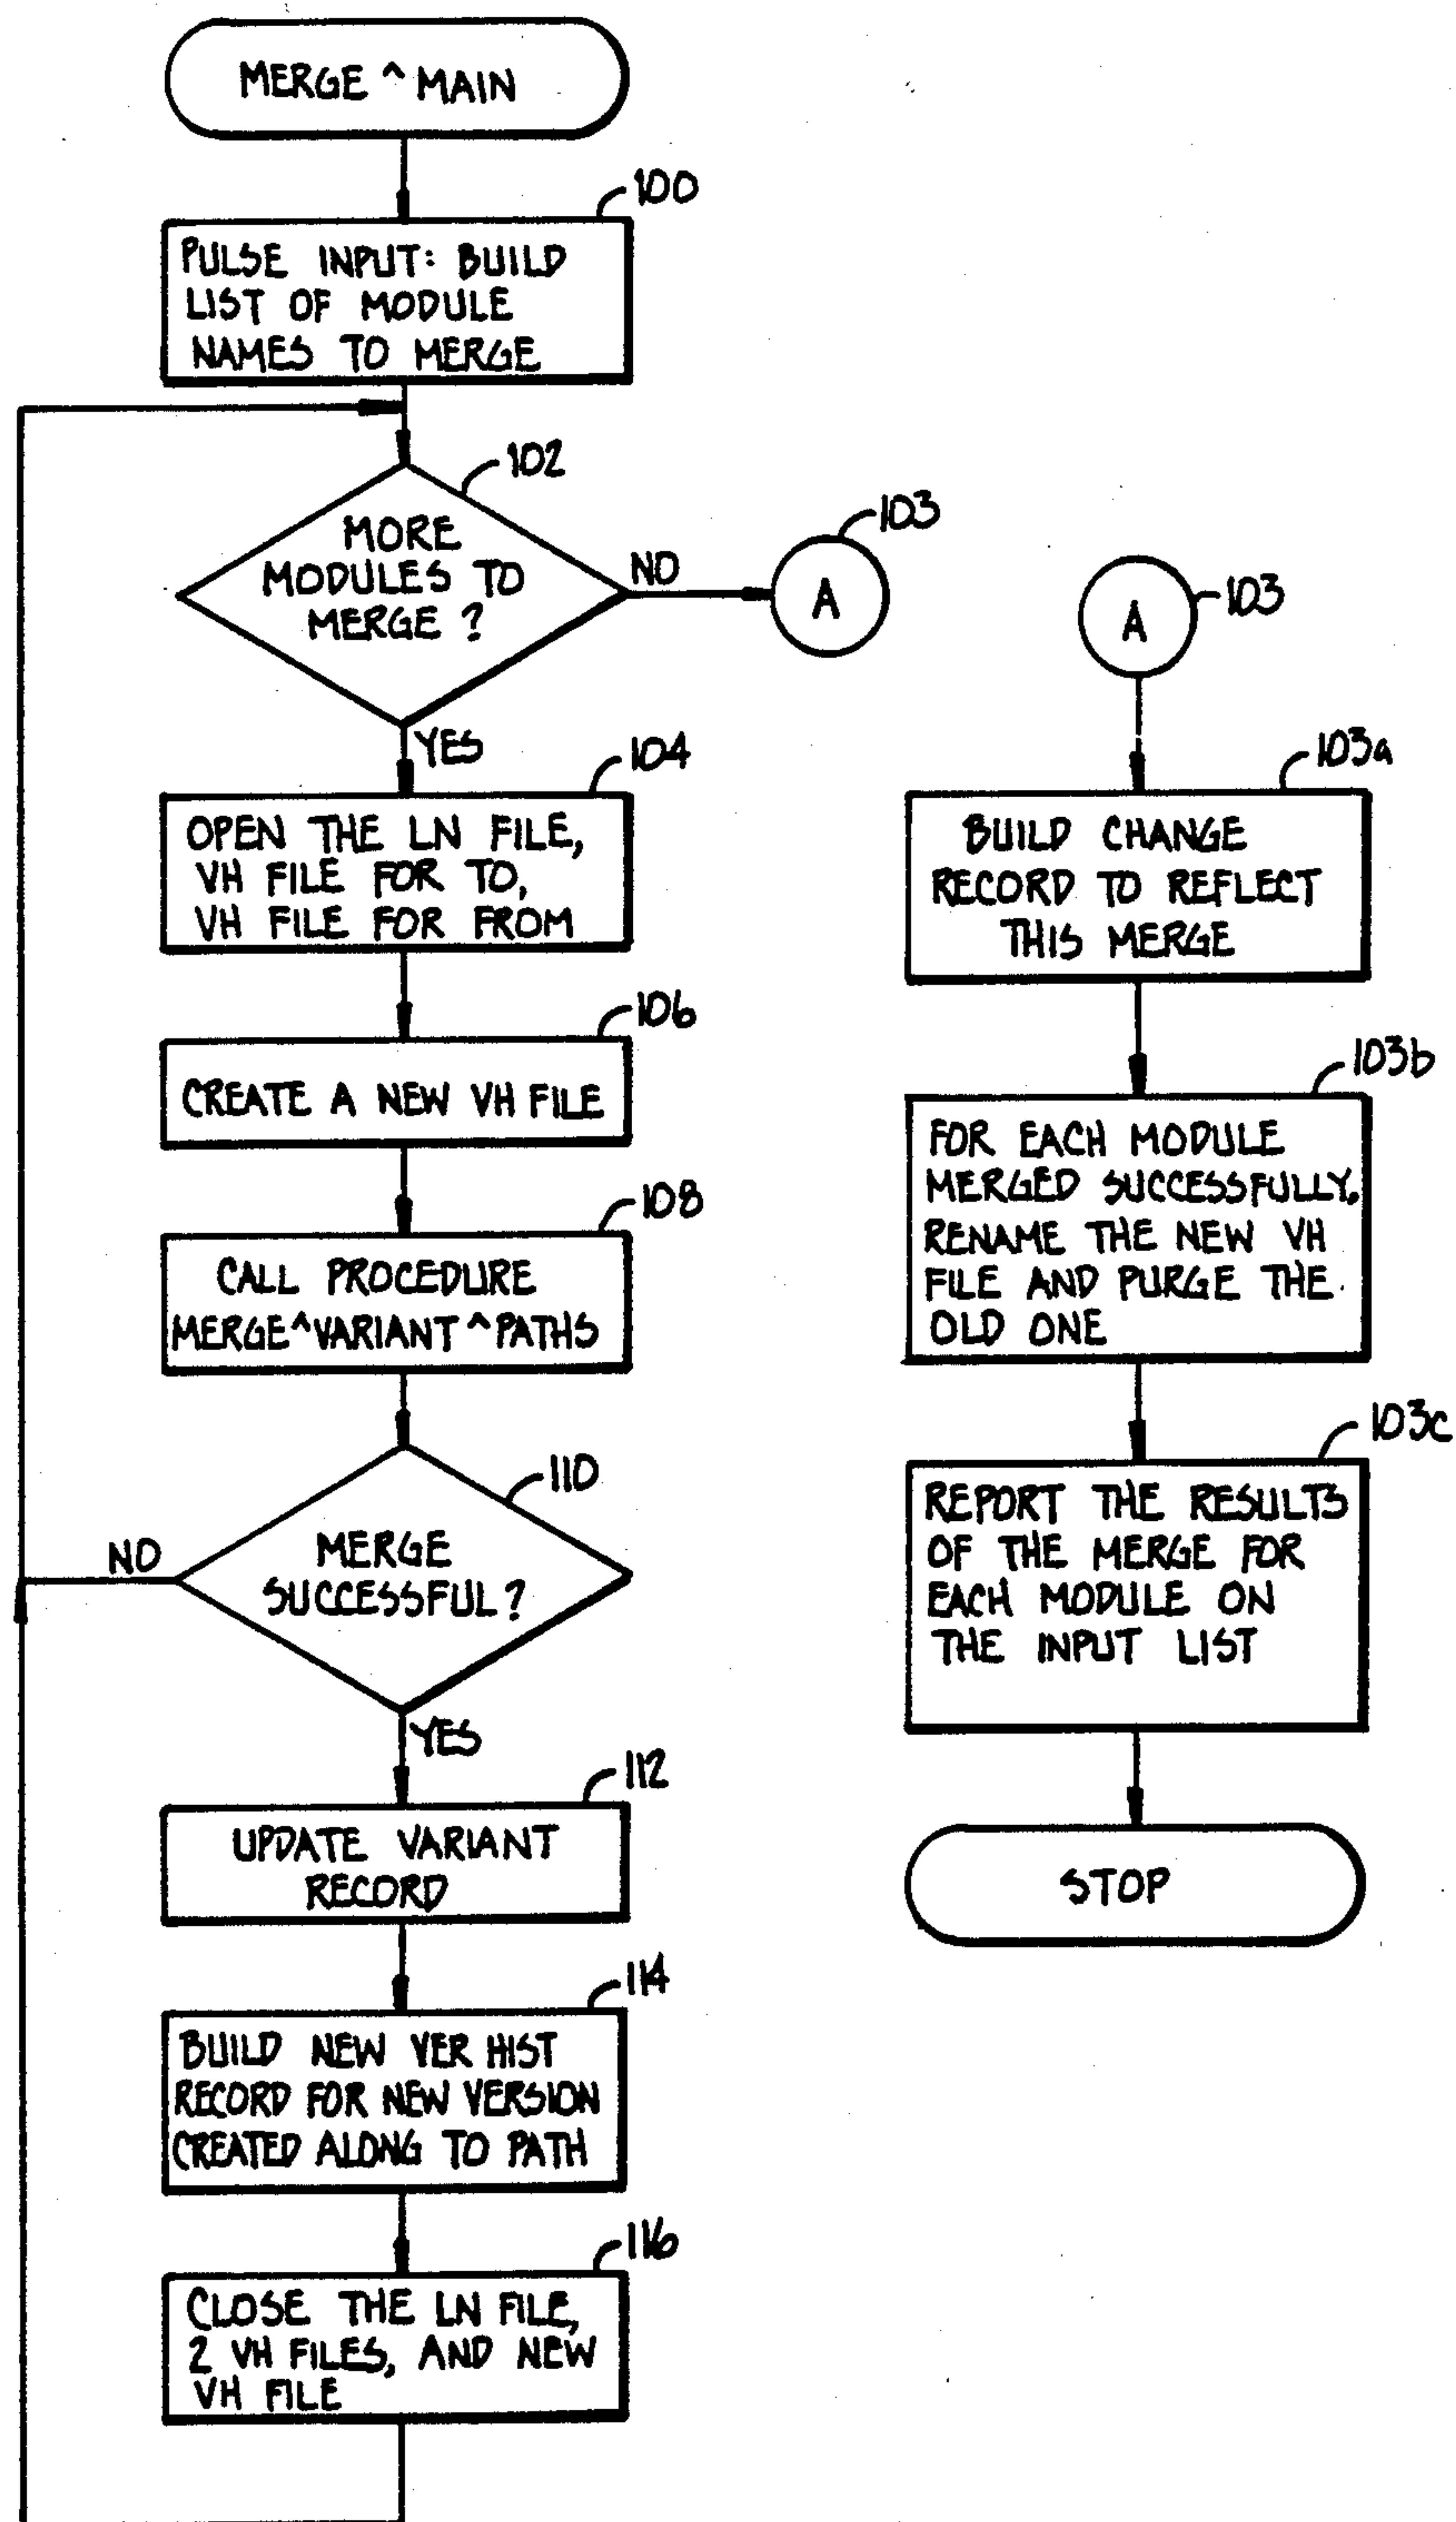 MERGE ^ MAIN
100
PULSE INPUT: BUILD
LIST OF MODULE
NAMES TO MERGE
102
MORE
MODULES TO
MERGE ?
NO
103
A
YES
104
OPEN THE LN FILE,
VH FILE FOR TO,
VH FILE FOR FROM
106
CREATE A NEW VH FILE
108
CALL PROCEDURE
MERGE^VARIANT^PATHS
110
MERGE
SUCCESSFUL?
NO
YES
112
UPDATE VARIANT
RECORD
114
BUILD NEW VER HIST
RECORD FOR NEW VERSION
CREATED ALONG TO PATH
116
CLOSE THE LN FILE,
2 VH FILES, AND NEW
VH FILE
103
A
103a
BUILD CHANGE
RECORD TO REFLECT
THIS MERGE
103b
FOR EACH MODULE
MERGED SUCCESSFULLY,
RENAME THE NEW VH
FILE AND PURGE THE
OLD ONE
103c
REPORT THE RESULTS
OF THE MERGE FOR
EACH MODULE ON
THE INPUT LIST
STOP